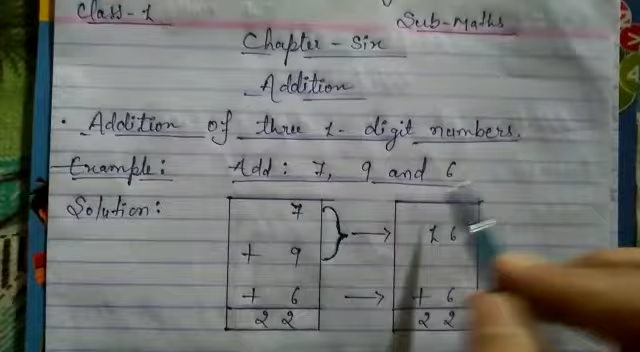 Class-1 Sub-Maths
Chapter-Six
Addition
· Addition of three 1-digit numbers.
Example: Add: 7, 9 and 6
Solution:
7
+ 9 → 16
+ 6 → + 6
22 22